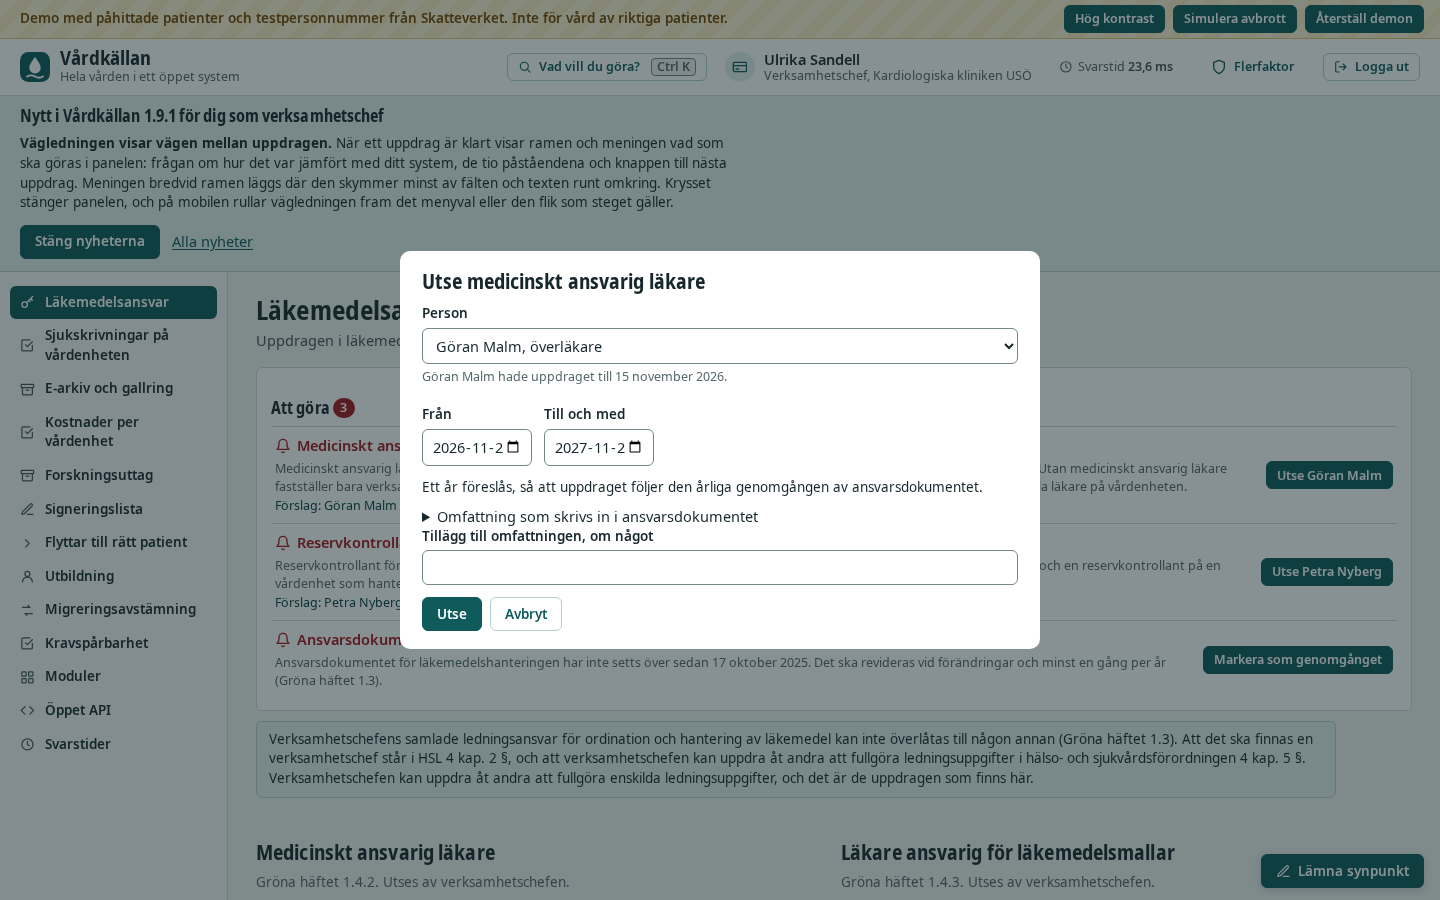 Demo med påhittade patienter och testpersonnummer från Skatteverket. Inte för vård av riktiga patienter.
Hög kontrast
Simulera avbrott
Återställ demon
Vårdkällan
Hela vården i ett öppet system
Vad vill du göra? Ctrl K
Ulrika Sandell
Verksamhetschef, Kardiologiska kliniken USÖ
Svarstid 23,6 ms
Flerfaktor
Logga ut
Nytt i Vårdkällan 1.9.1 för dig som verksamhetschef
Vägledningen visar vägen mellan uppdragen. När ett uppdrag är klart visar ramen och meningen vad som
ska göras i panelen: frågan om hur det var jämfört med ditt system, de tio påståendena och knappen till nästa
uppdrag. Meningen bredvid ramen läggs där den skymmer minst av fälten och texten runt omkring. Krysset
stänger panelen, och på mobilen rullar vägledningen fram det menyval eller den flik som steget gäller.
Stäng nyheterna
Alla nyheter
Läkemedelsansvar
Sjukskrivningar på
vårdenheten
E-arkiv och gallring
Kostnader per
vårdenhet
Forskningsuttag
Signeringslista
Flyttar till rätt patient
Utbildning
Migreringsavstämning
Kravspårbarhet
Moduler
Öppet API
Svarstider
Läkemedelsa
Uppdragen i läkemed
Att göra 3
Medicinskt ans
Medicinskt ansvarig l
Utan medicinskt ansvarig läkare
fastställer bara verks
a läkare på vårdenheten.
Förslag: Göran Malm
Utse Göran Malm
Reservkontroll
Reservkontrollant för
och en reservkontrollant på en
vårdenhet som hante
Förslag: Petra Nyberg
Utse Petra Nyberg
Ansvarsdokum
Ansvarsdokumentet för läkemedelshanteringen har inte setts över sedan 17 oktober 2025. Det ska revideras vid förändringar och minst en gång per år
(Gröna häftet 1.3).
Markera som genomgånget
Utse medicinskt ansvarig läkare
Person
Göran Malm, överläkare
Göran Malm hade uppdraget till 15 november 2026.
Från
Till och med
2026-11-2
2027-11-2
Ett år föreslås, så att uppdraget följer den årliga genomgången av ansvarsdokumentet.
Omfattning som skrivs in i ansvarsdokumentet
Tillägg till omfattningen, om något
Utse
Avbryt
Verksamhetschefens samlade ledningsansvar för ordination och hantering av läkemedel kan inte överlåtas till någon annan (Gröna häftet 1.3). Att det ska finnas en
verksamhetschef står i HSL 4 kap. 2 §, och att verksamhetschefen kan uppdra åt andra att fullgöra ledningsuppgifter i hälso- och sjukvårdsförordningen 4 kap. 5 §.
Verksamhetschefen kan uppdra åt andra att fullgöra enskilda ledningsuppgifter, och det är de uppdragen som finns här.
Medicinskt ansvarig läkare
Gröna häftet 1.4.2. Utses av verksamhetschefen.
Läkare ansvarig för läkemedelsmallar
Gröna häftet 1.4.3. Utses av verksamhetschefen.
Lämna synpunkt